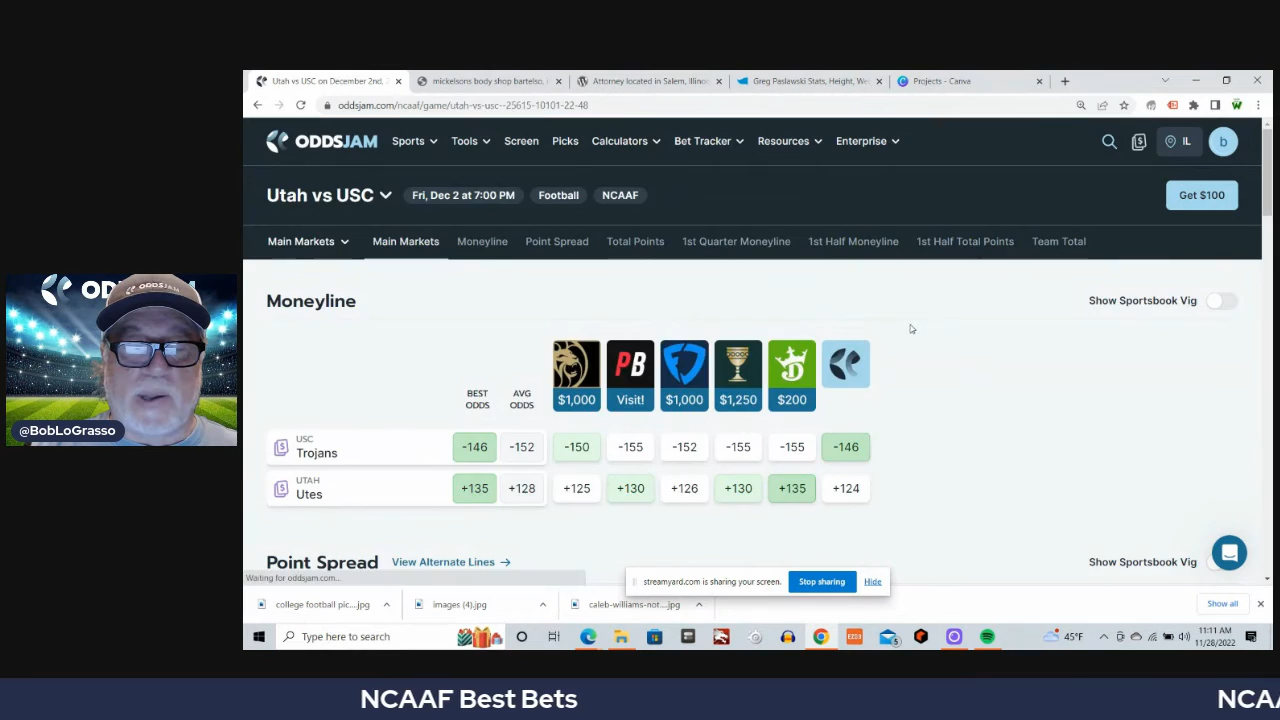 Utah vs USC on December 2nd, 2
mickelsons body shop bartelso,
Attorney located in Salem, Illinois
Greg Paslawski Stats, Height, We
Projects - Canva
oddsjam.com/ncaaf/game/utah-vs-usc--25615-10101-22-48
ODDSJAM
Sports
Tools
Screen
Picks
Calculators
Bet Tracker
Resources
Enterprise
IL
b
Utah vs USC
Fri, Dec 2 at 7:00 PM
Football
NCAAF
Get $100
Main Markets
Main Markets
Moneyline
Point Spread
Total Points
1st Quarter Moneyline
1st Half Moneyline
1st Half Total Points
Team Total
Moneyline
Show Sportsbook Vig
BEST ODDS
AVG ODDS
$1,000
PB
Visit!
$1,000
$1,250
$200
USC
Trojans
-146
-152
-150
-155
-152
-155
-155
-146
UTAH
Utes
+135
+128
+125
+130
+126
+130
+135
+124
Point Spread
View Alternate Lines →
Show Sportsbook Vig
Waiting for oddsjam.com...
streamyard.com is sharing your screen.
Stop sharing
Hide
college football pic....jpg
images (4).jpg
caleb-williams-not....jpg
Show all
Type here to search
45°F
11:11 AM
11/28/2022
ODDSJAM
@BobLoGrasso
NCAAF Best Bets
NCAA